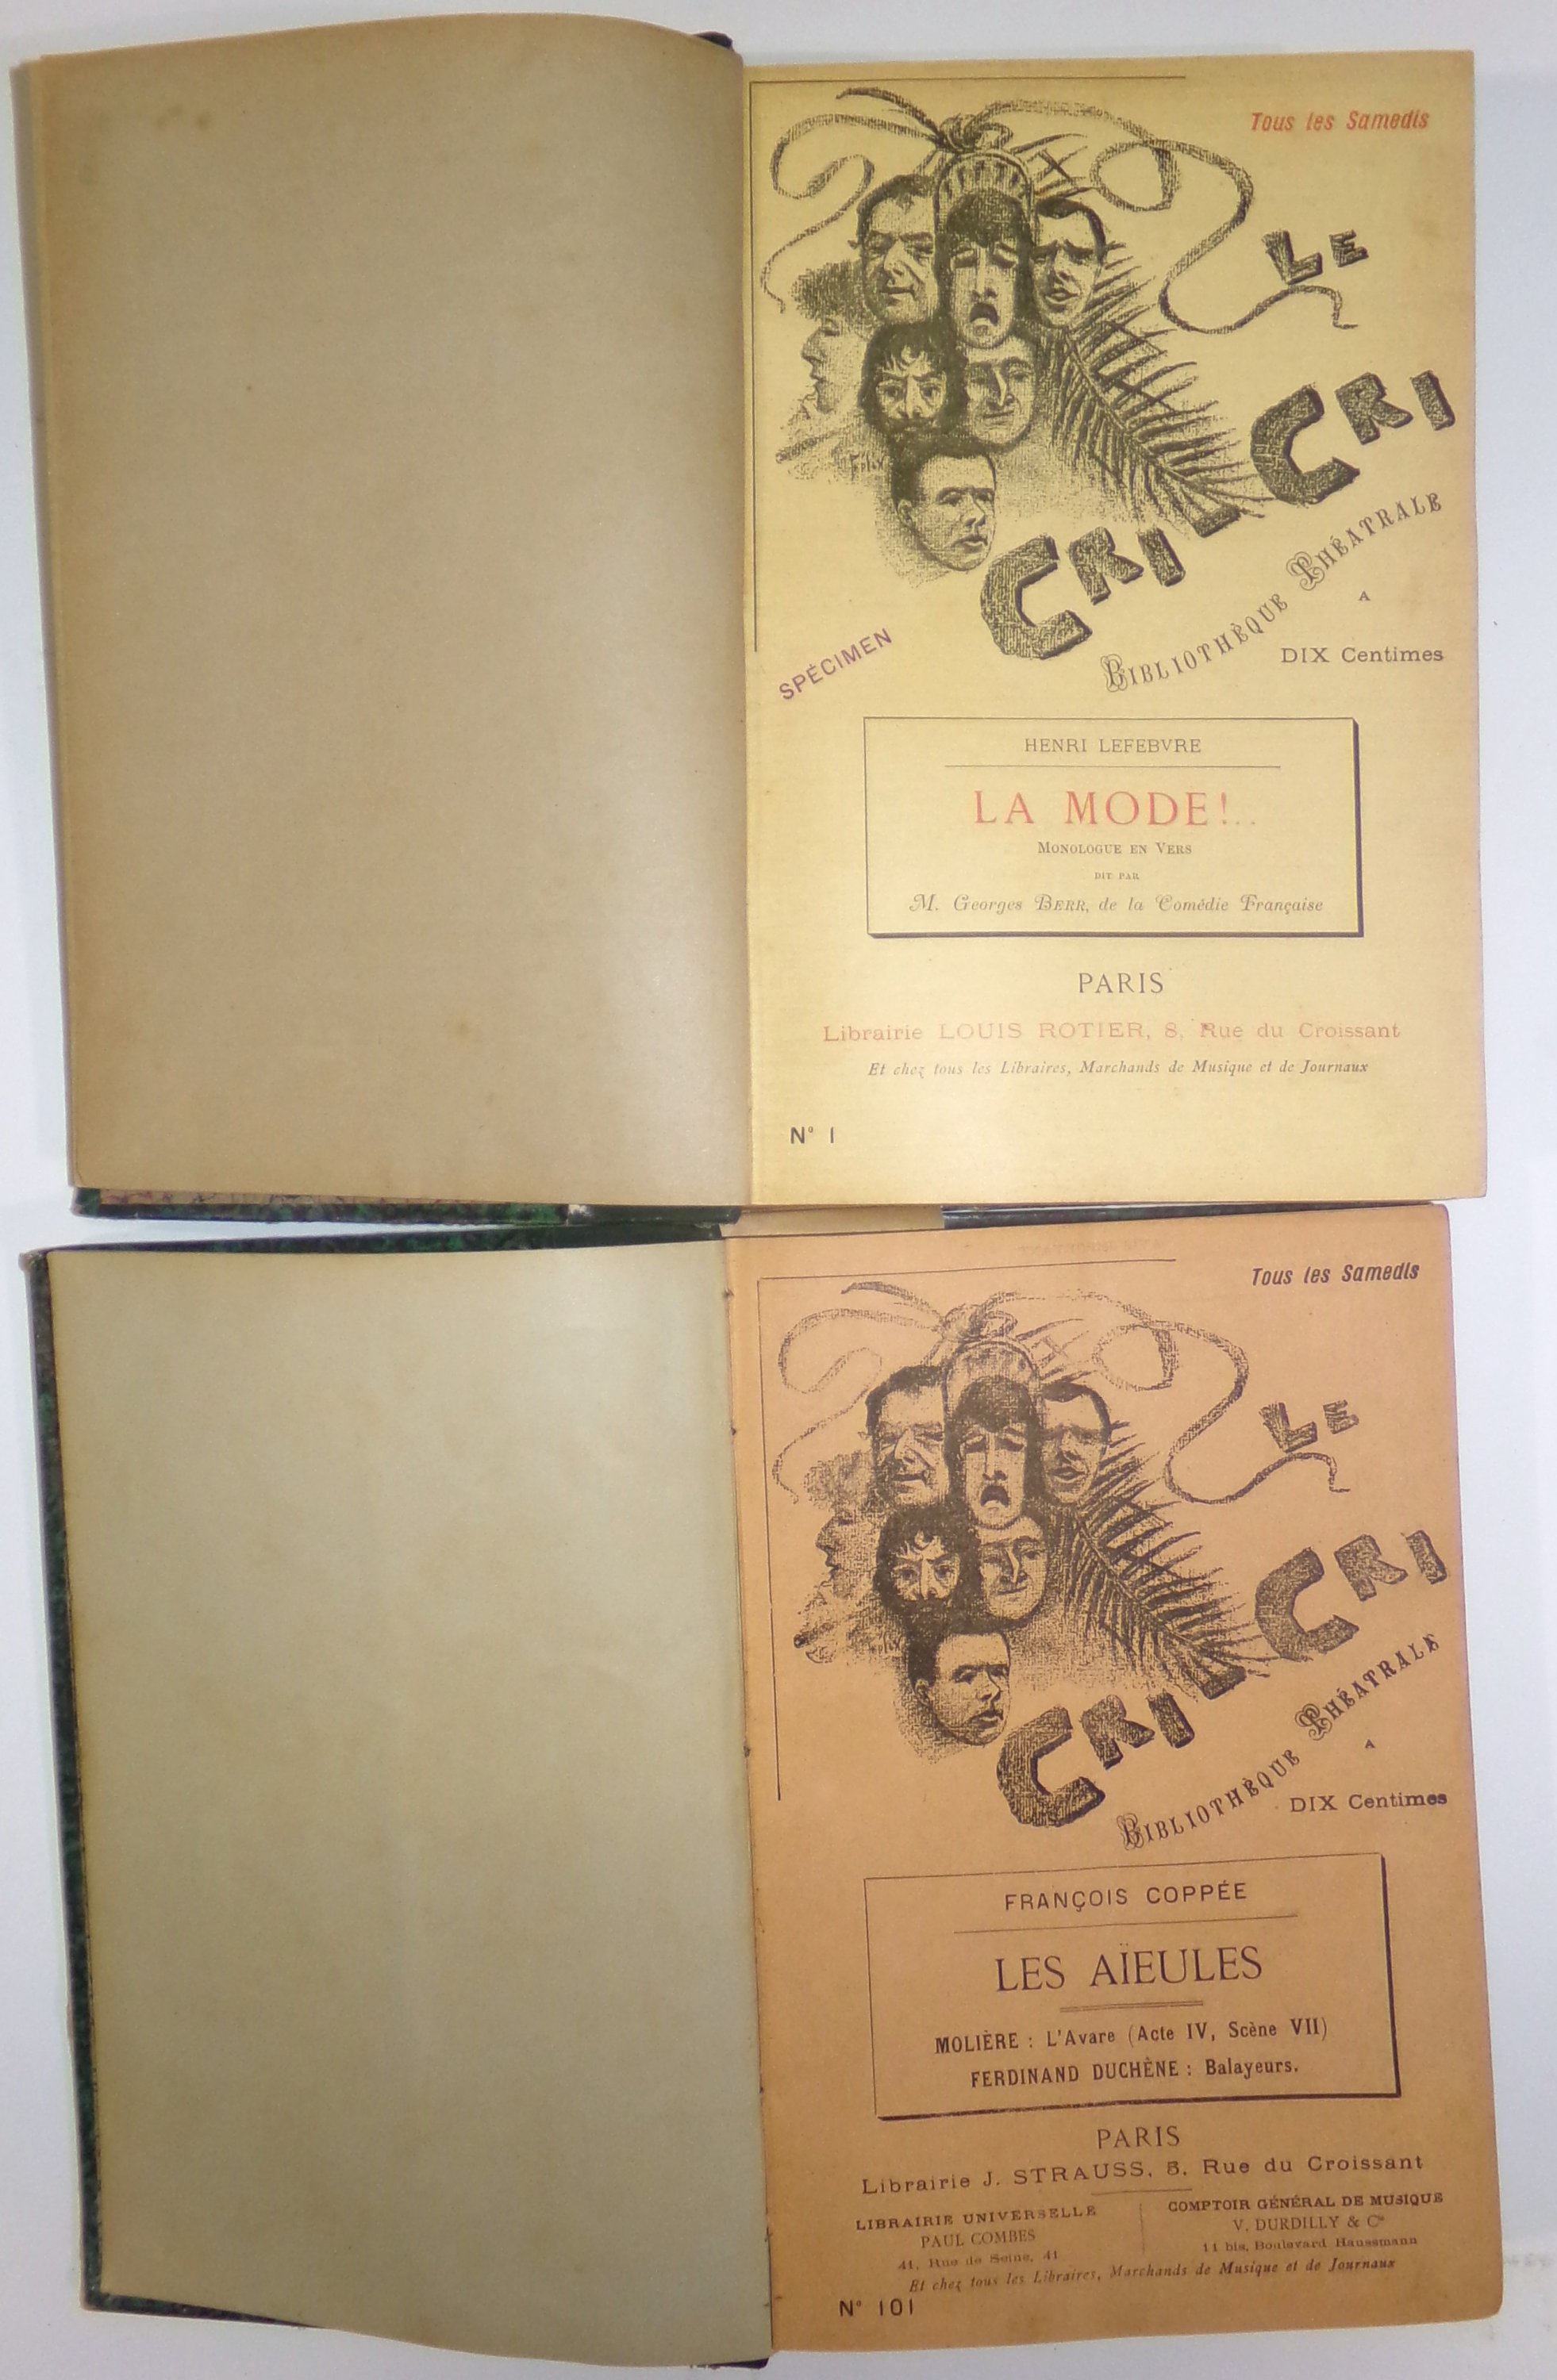 Tous les Samedis
LE
CRI-CRI
BIBLIOTHÈQUE THÉATRALE
A
DIX Centimes
SPÉCIMEN
Félix
HENRI LEFEBVRE
LA MODE!..
MONOLOGUE EN VERS
DIT PAR
M. Georges BERR, de la Comédie Française
PARIS
Librairie LOUIS ROTIER, 8, Rue du Croissant
Et chez tous les Libraires, Marchands de Musique et de Journaux
N° 1
Tous les Samedis
LE
CRI-CRI
BIBLIOTHÈQUE THÉATRALE
A
DIX Centimes
FRANÇOIS COPPÉE
LES AÏEULES
MOLIÈRE : L'Avare (Acte IV, Scène VII)
FERDINAND DUCHÊNE : Balayeurs.
PARIS
Librairie J. STRAUSS, 5, Rue du Croissant
LIBRAIRIE UNIVERSELLE
PAUL COMBES
41, Rue de Seine, 41
COMPTOIR GÉNÉRAL DE MUSIQUE
V. DURDILLY & Cie
11 bis, Boulevard Haussmann
Et chez tous les Libraires, Marchands de Musique et de Journaux
N° 101